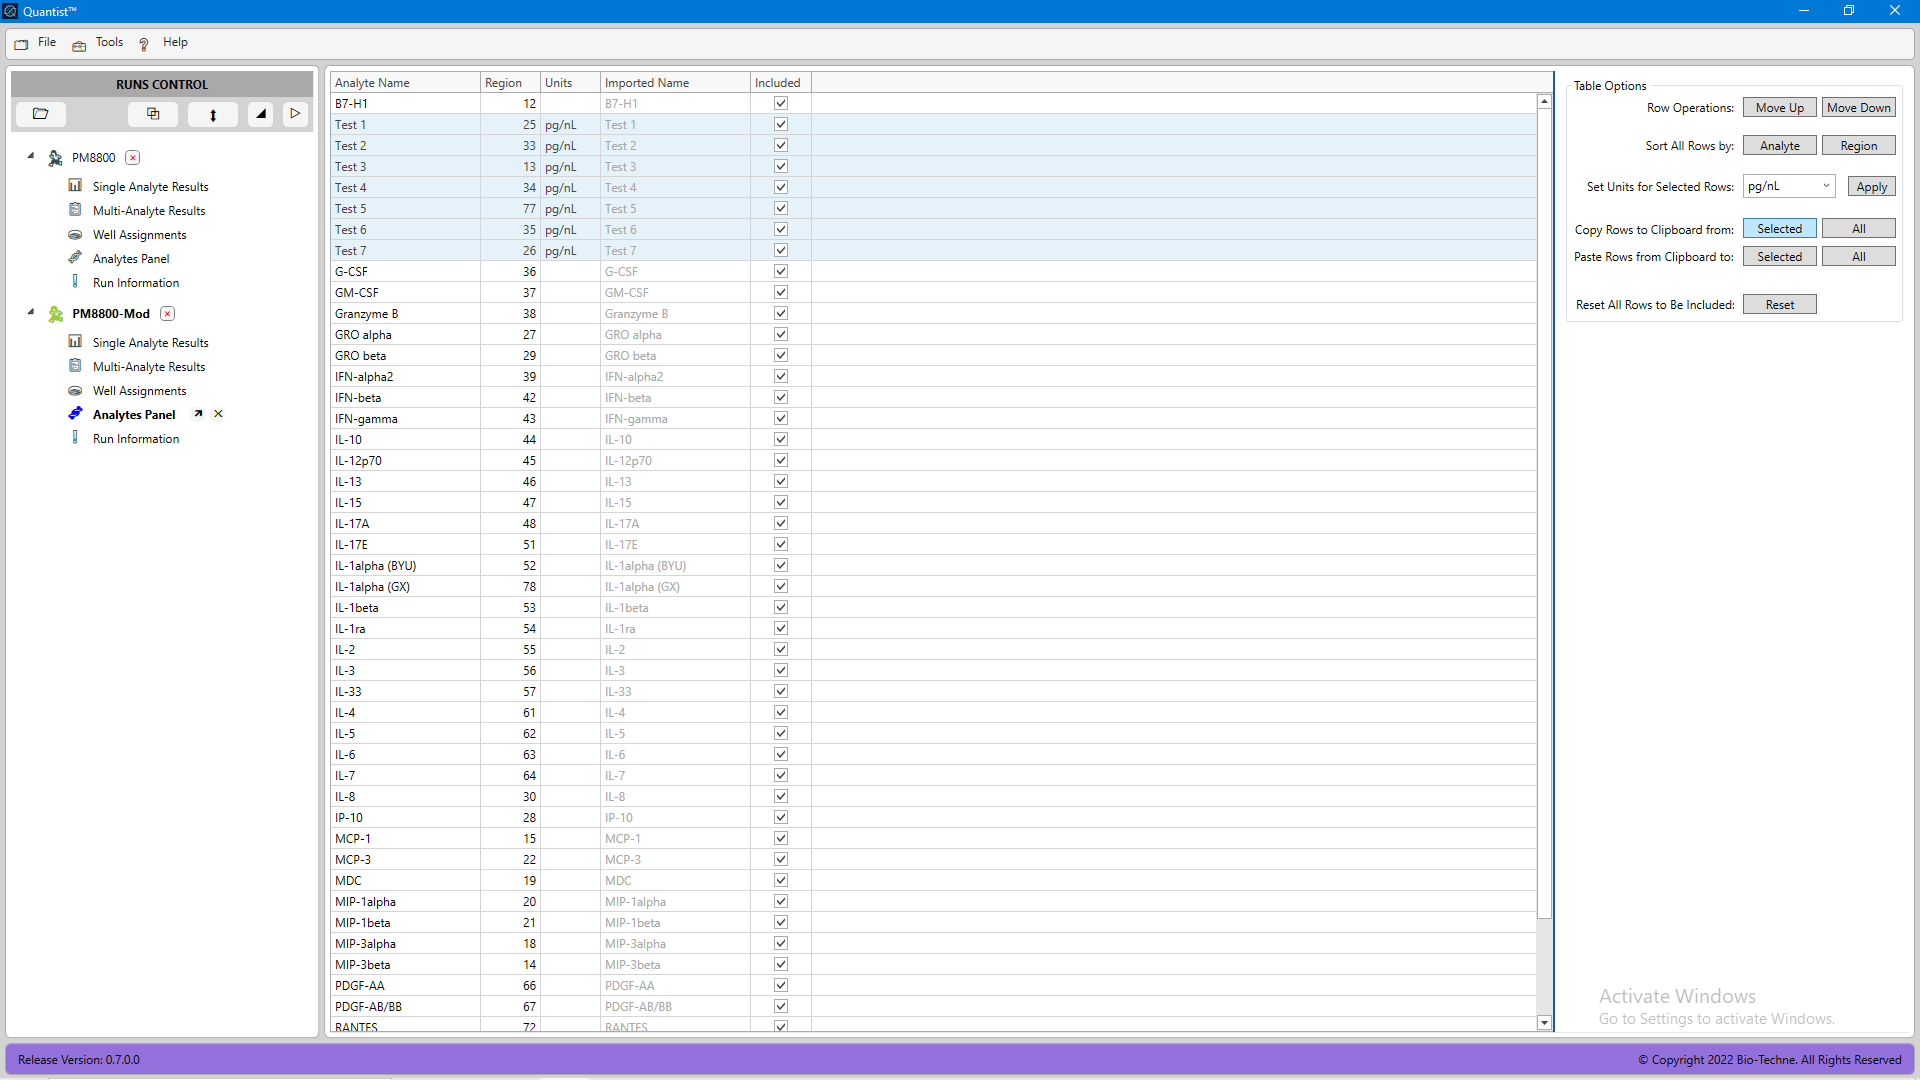 Quantist™
File Tools Help
RUNS CONTROL
PM8800
Single Analyte Results
Multi-Analyte Results
Well Assignments
Analytes Panel
Run Information
PM8800-Mod
Single Analyte Results
Multi-Analyte Results
Well Assignments
Analytes Panel
Run Information
Analyte Name Region Units Imported Name Included
B7-H1 12 B7-H1
Test 1 25 pg/nL Test 1
Test 2 33 pg/nL Test 2
Test 3 13 pg/nL Test 3
Test 4 34 pg/nL Test 4
Test 5 77 pg/nL Test 5
Test 6 35 pg/nL Test 6
Test 7 26 pg/nL Test 7
G-CSF 36 G-CSF
GM-CSF 37 GM-CSF
Granzyme B 38 Granzyme B
GRO alpha 27 GRO alpha
GRO beta 29 GRO beta
IFN-alpha2 39 IFN-alpha2
IFN-beta 42 IFN-beta
IFN-gamma 43 IFN-gamma
IL-10 44 IL-10
IL-12p70 45 IL-12p70
IL-13 46 IL-13
IL-15 47 IL-15
IL-17A 48 IL-17A
IL-17E 51 IL-17E
IL-1alpha (BYU) 52 IL-1alpha (BYU)
IL-1alpha (GX) 78 IL-1alpha (GX)
IL-1beta 53 IL-1beta
IL-1ra 54 IL-1ra
IL-2 55 IL-2
IL-3 56 IL-3
IL-33 57 IL-33
IL-4 61 IL-4
IL-5 62 IL-5
IL-6 63 IL-6
IL-7 64 IL-7
IL-8 30 IL-8
IP-10 28 IP-10
MCP-1 15 MCP-1
MCP-3 22 MCP-3
MDC 19 MDC
MIP-1alpha 20 MIP-1alpha
MIP-1beta 21 MIP-1beta
MIP-3alpha 18 MIP-3alpha
MIP-3beta 14 MIP-3beta
PDGF-AA 66 PDGF-AA
PDGF-AB/BB 67 PDGF-AB/BB
RANTES 72 RANTES
Table Options
Row Operations: Move Up Move Down
Sort All Rows by: Analyte Region
Set Units for Selected Rows: pg/nL Apply
Copy Rows to Clipboard from: Selected All
Paste Rows from Clipboard to: Selected All
Reset All Rows to Be Included: Reset
Activate Windows
Go to Settings to activate Windows.
Release Version: 0.7.0.0
© Copyright 2022 Bio-Techne. All Rights Reserved